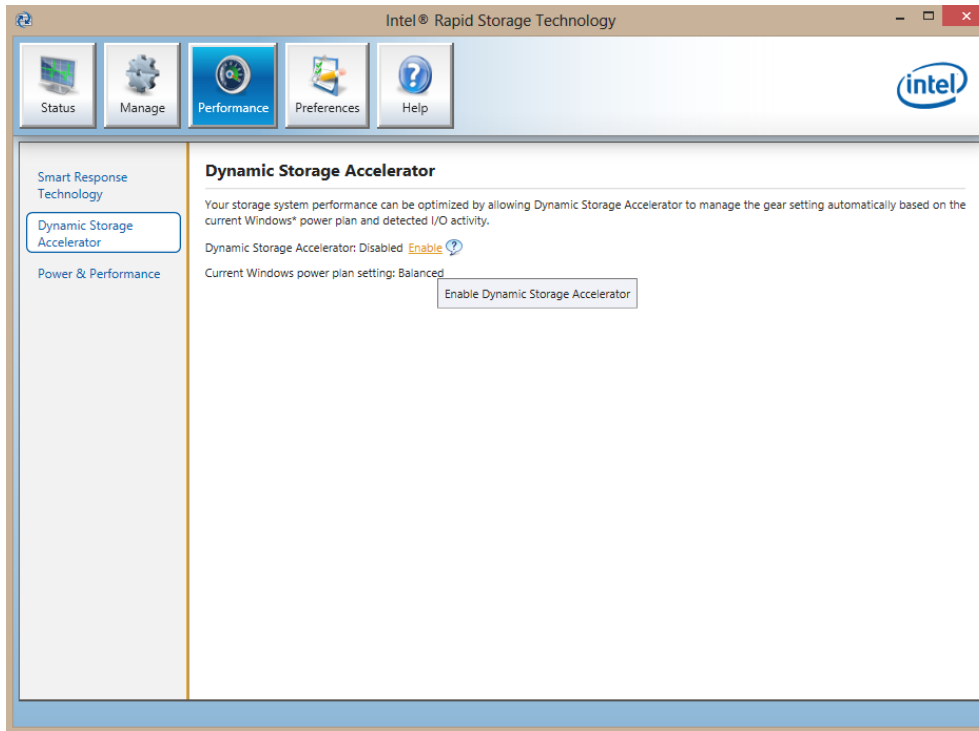 Intel® Rapid Storage Technology
Status
Manage
Performance
Preferences
Help
intel
Smart Response
Technology
Dynamic Storage
Accelerator
Power & Performance
Dynamic Storage Accelerator
Your storage system performance can be optimized by allowing Dynamic Storage Accelerator to manage the gear setting automatically based on the
current Windows* power plan and detected I/O activity.
Dynamic Storage Accelerator: Disabled Enable ?
Current Windows power plan setting: Balanced
Enable Dynamic Storage Accelerator